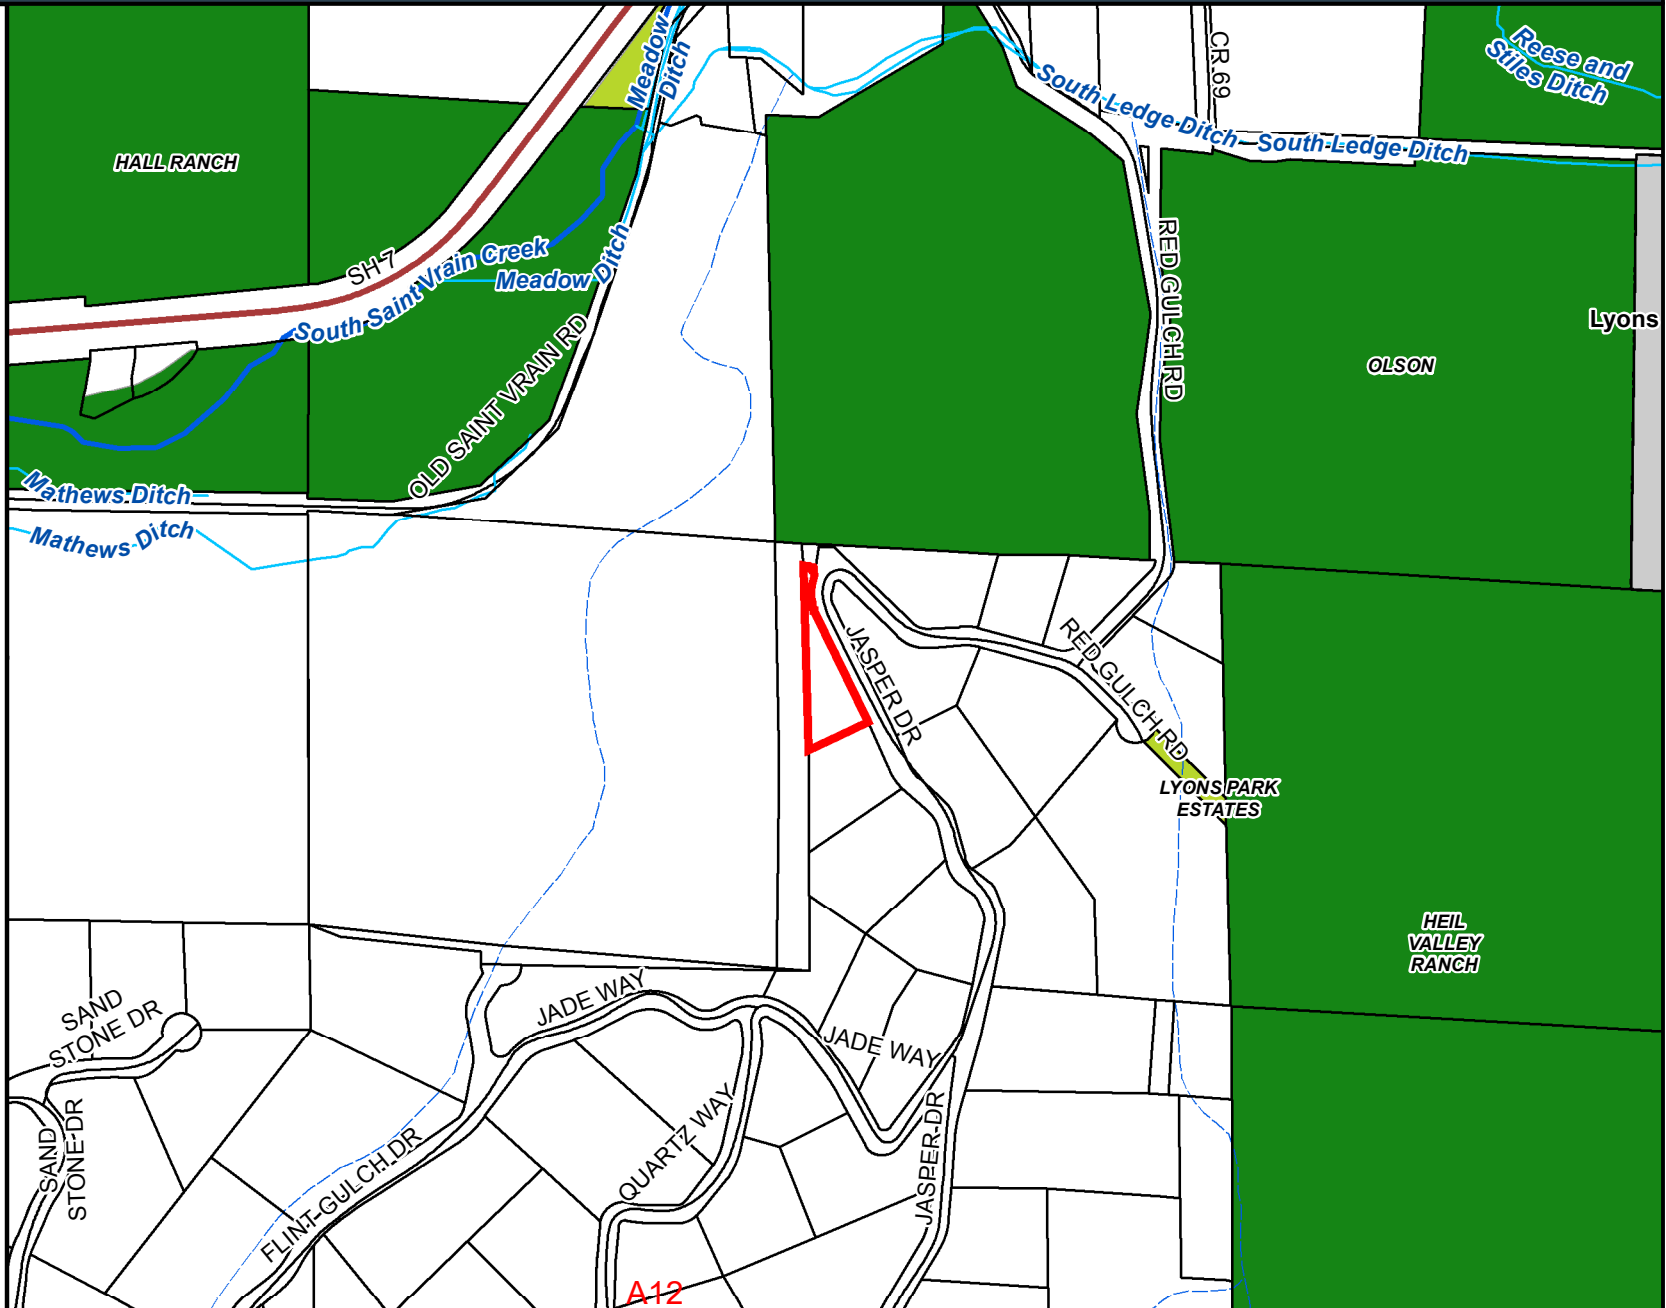 Meadow
Ditch
CR 69
Reese and
Stiles Ditch
South Ledge Ditch
South Ledge Ditch
HALL RANCH
SH 7
South Saint Vrain Creek
Meadow Ditch
RED GULCH RD
Lyons
OLSON
OLD SAINT VRAIN RD
Mathews Ditch
Mathews Ditch
JASPER DR
RED GULCH RD
LYONS PARK
ESTATES
HEIL
VALLEY
RANCH
SAND
STONE DR
JADE WAY
JADE WAY
SAND
STONE DR
FLINT GULCH DR
QUARTZ WAY
JASPER DR
A12